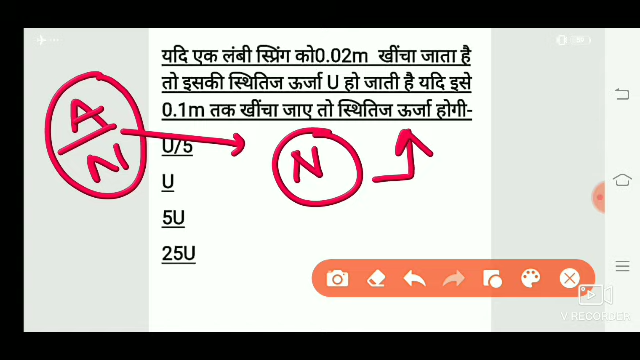 यदि एक लंबी स्प्रिंग को0.02m खींचा जाता है
तो इसकी स्थितिज ऊर्जा U हो जाती है यदि इसे
0.1m तक खींचा जाए तो स्थितिज ऊर्जा होगी-
A/N
N
U/5
U
5U
25U
V RECORDER